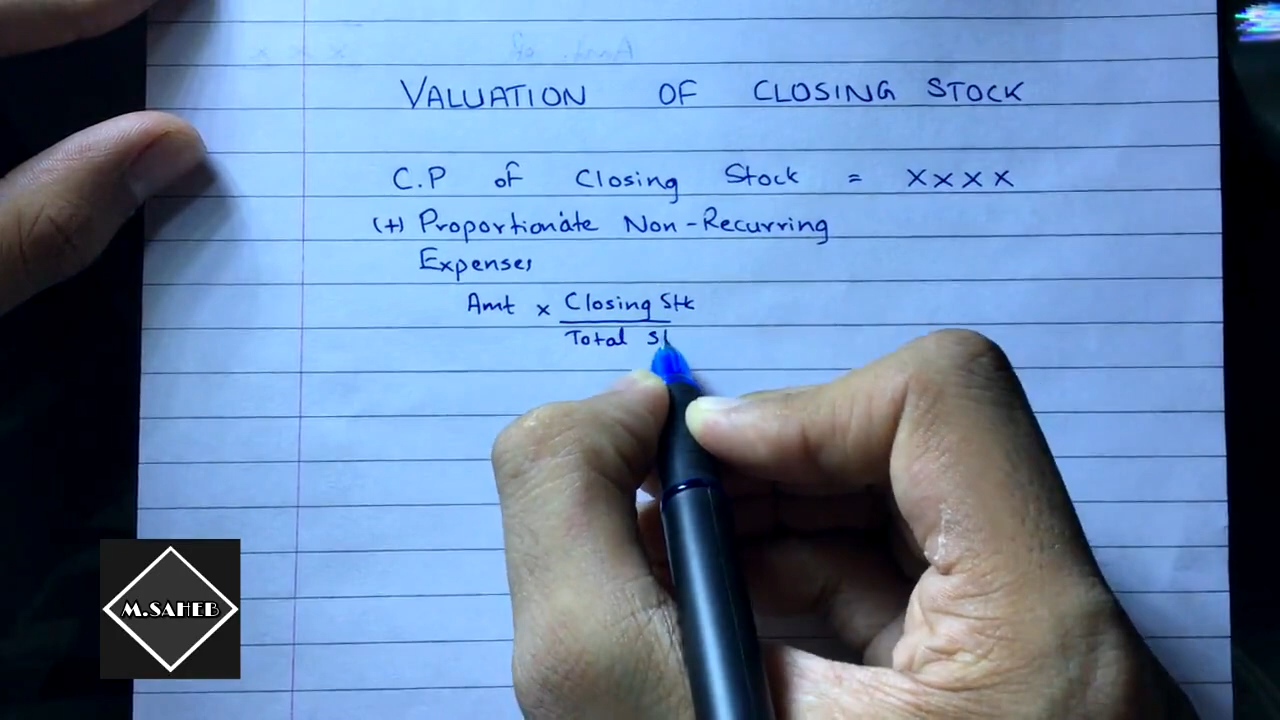 VALUATION OF CLOSING STOCK
C.P of Closing Stock = XXXX
(+) Proportionate Non-Recurring
Expenses
Amt x Closing Stk
Total
M.SAHEB